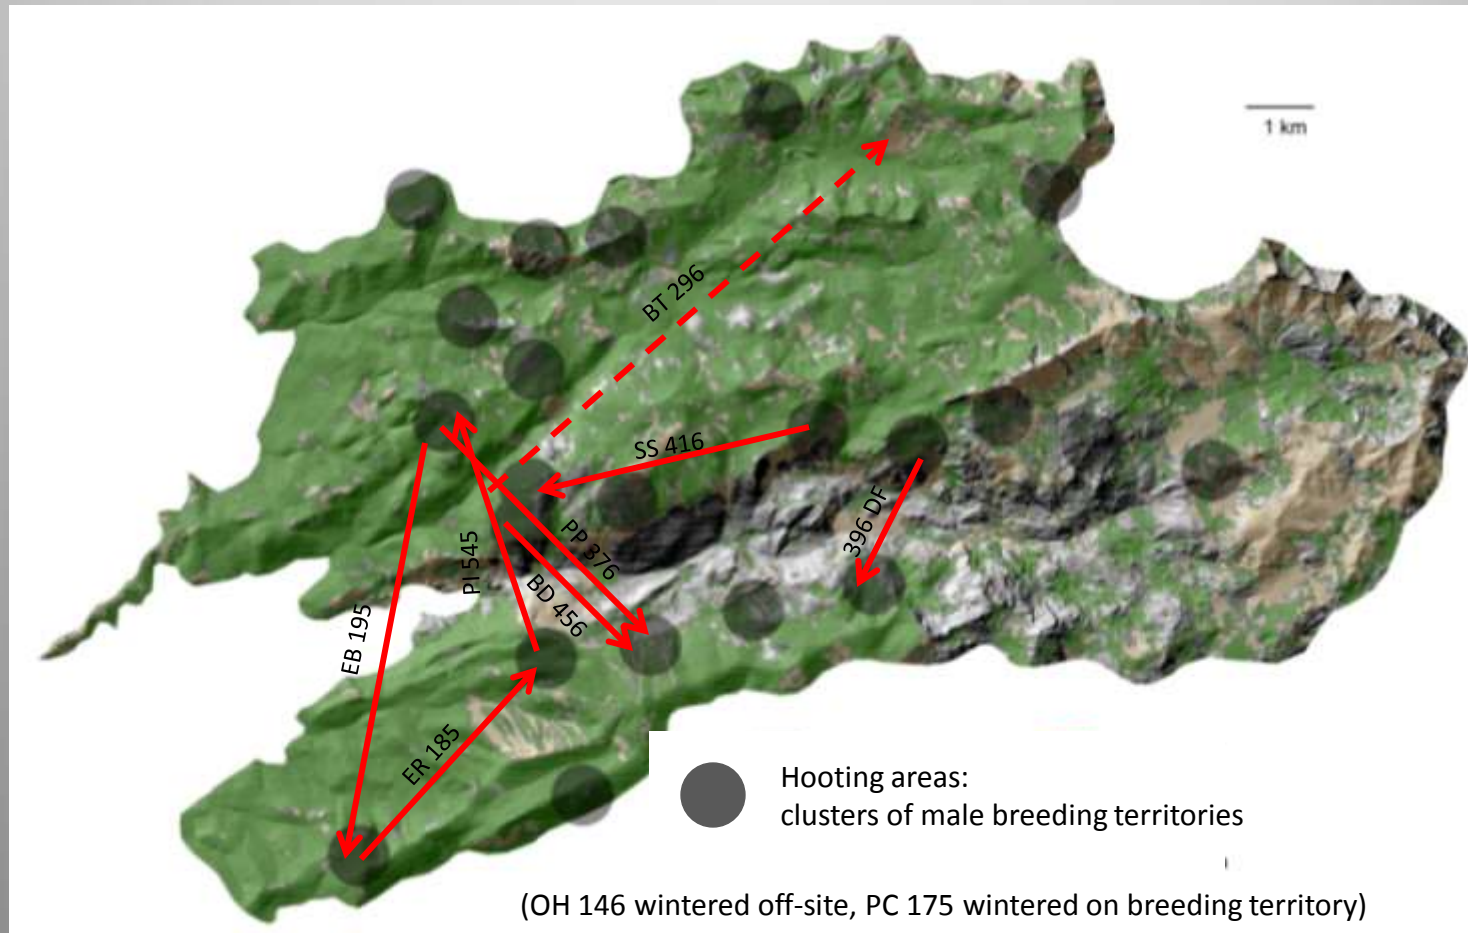 1 km
BT 296
SS 416
396 DF
PP 376
PI 545
BD 456
EB 195
ER 185
Hooting areas:
clusters of male breeding territories
(OH 146 wintered off-site, PC 175 wintered on breeding territory)